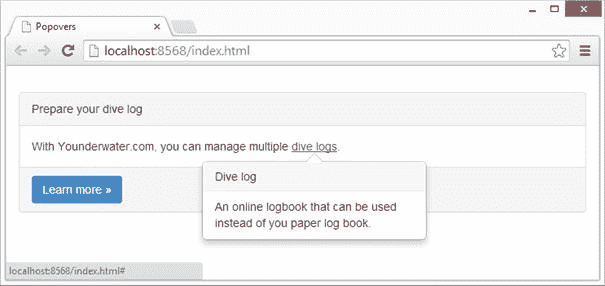 Popovers
localhost:8568/index.html
Prepare your dive log
With Younderwater.com, you can manage multiple dive logs.
Dive log
An online logbook that can be used
instead of you paper log book.
Learn more »
localhost:8568/index.html#